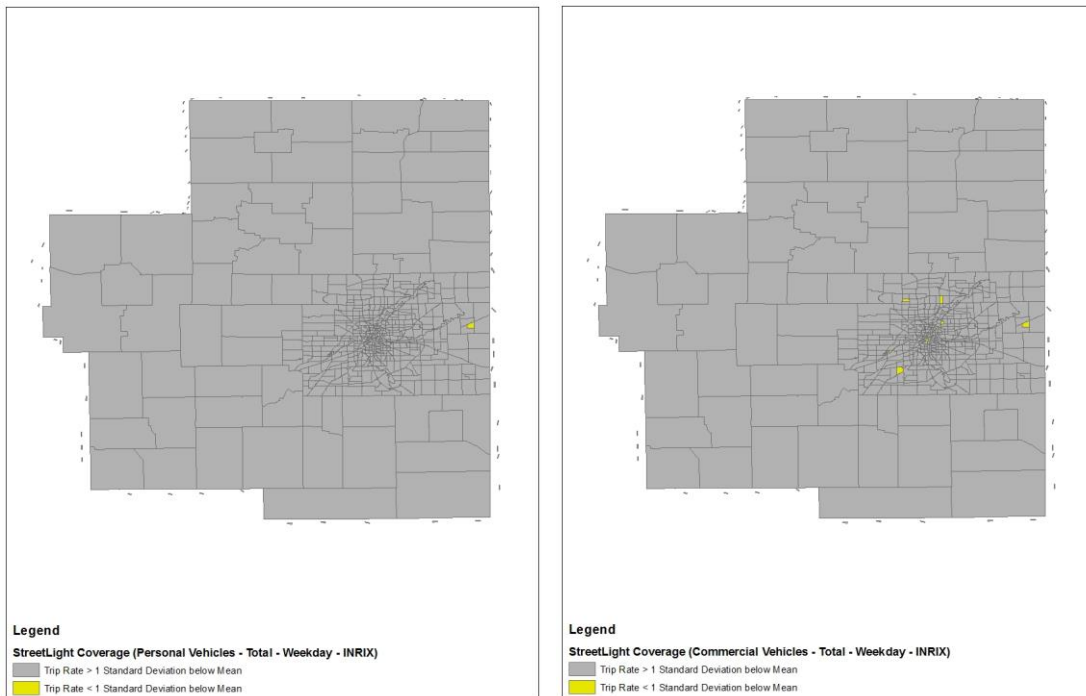 Legend
StreetLight Coverage (Personal Vehicles - Total - Weekday - INRIX)
Trip Rate > 1 Standard Deviation below Mean
Trip Rate < 1 Standard Deviation below Mean
Legend
StreetLight Coverage (Commercial Vehicles - Total - Weekday - INRIX)
Trip Rate > 1 Standard Deviation below Mean
Trip Rate < 1 Standard Deviation below Mean